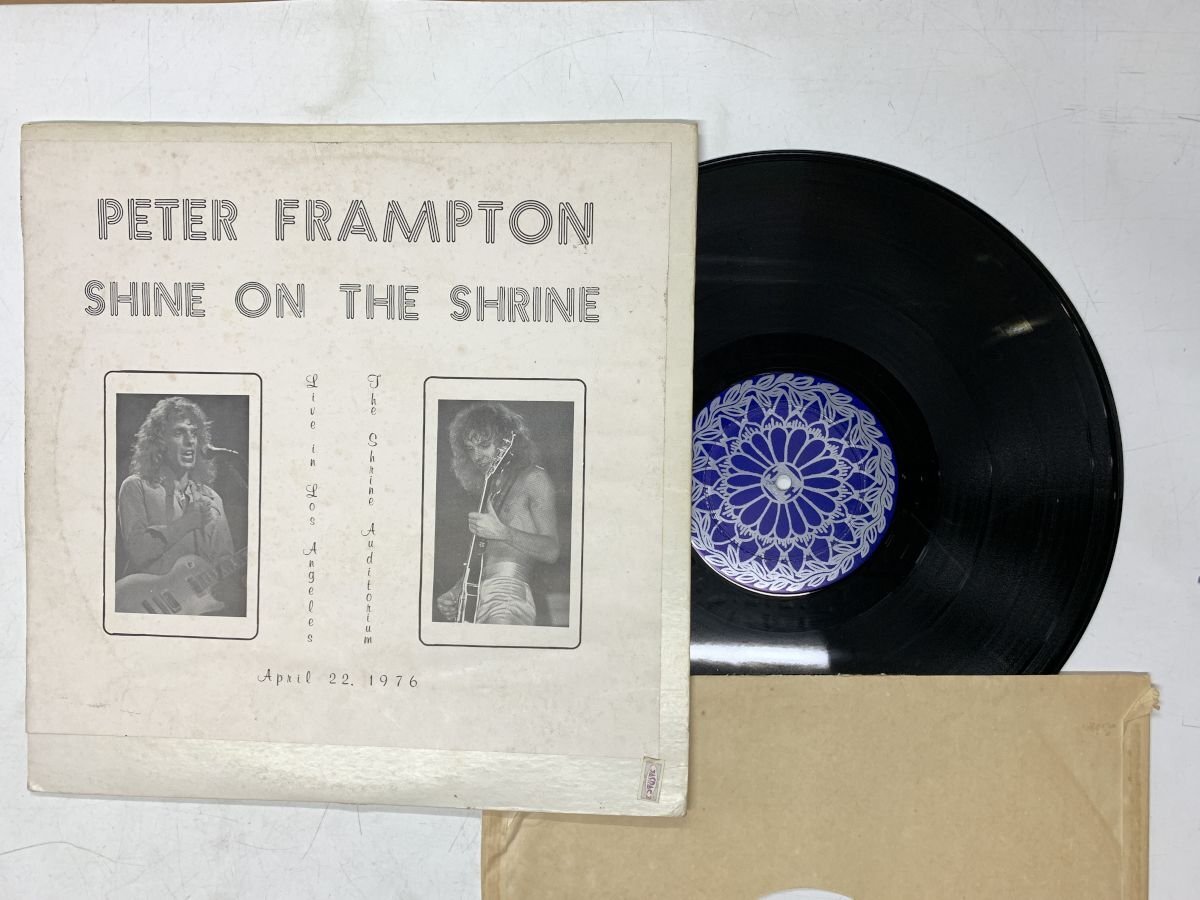 PETER FRAMPTON
SHINE ON THE SHRINE
Live in Los Angeles
The Shrine Auditorium
April 22, 1976